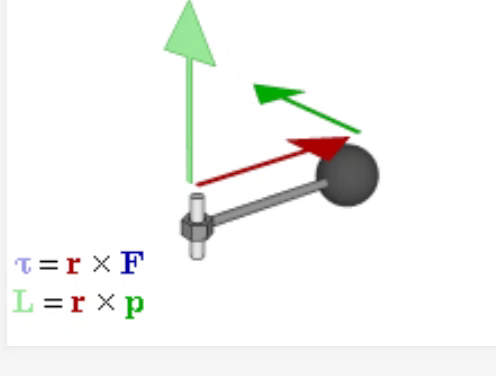 τ = r × F
L = r × p